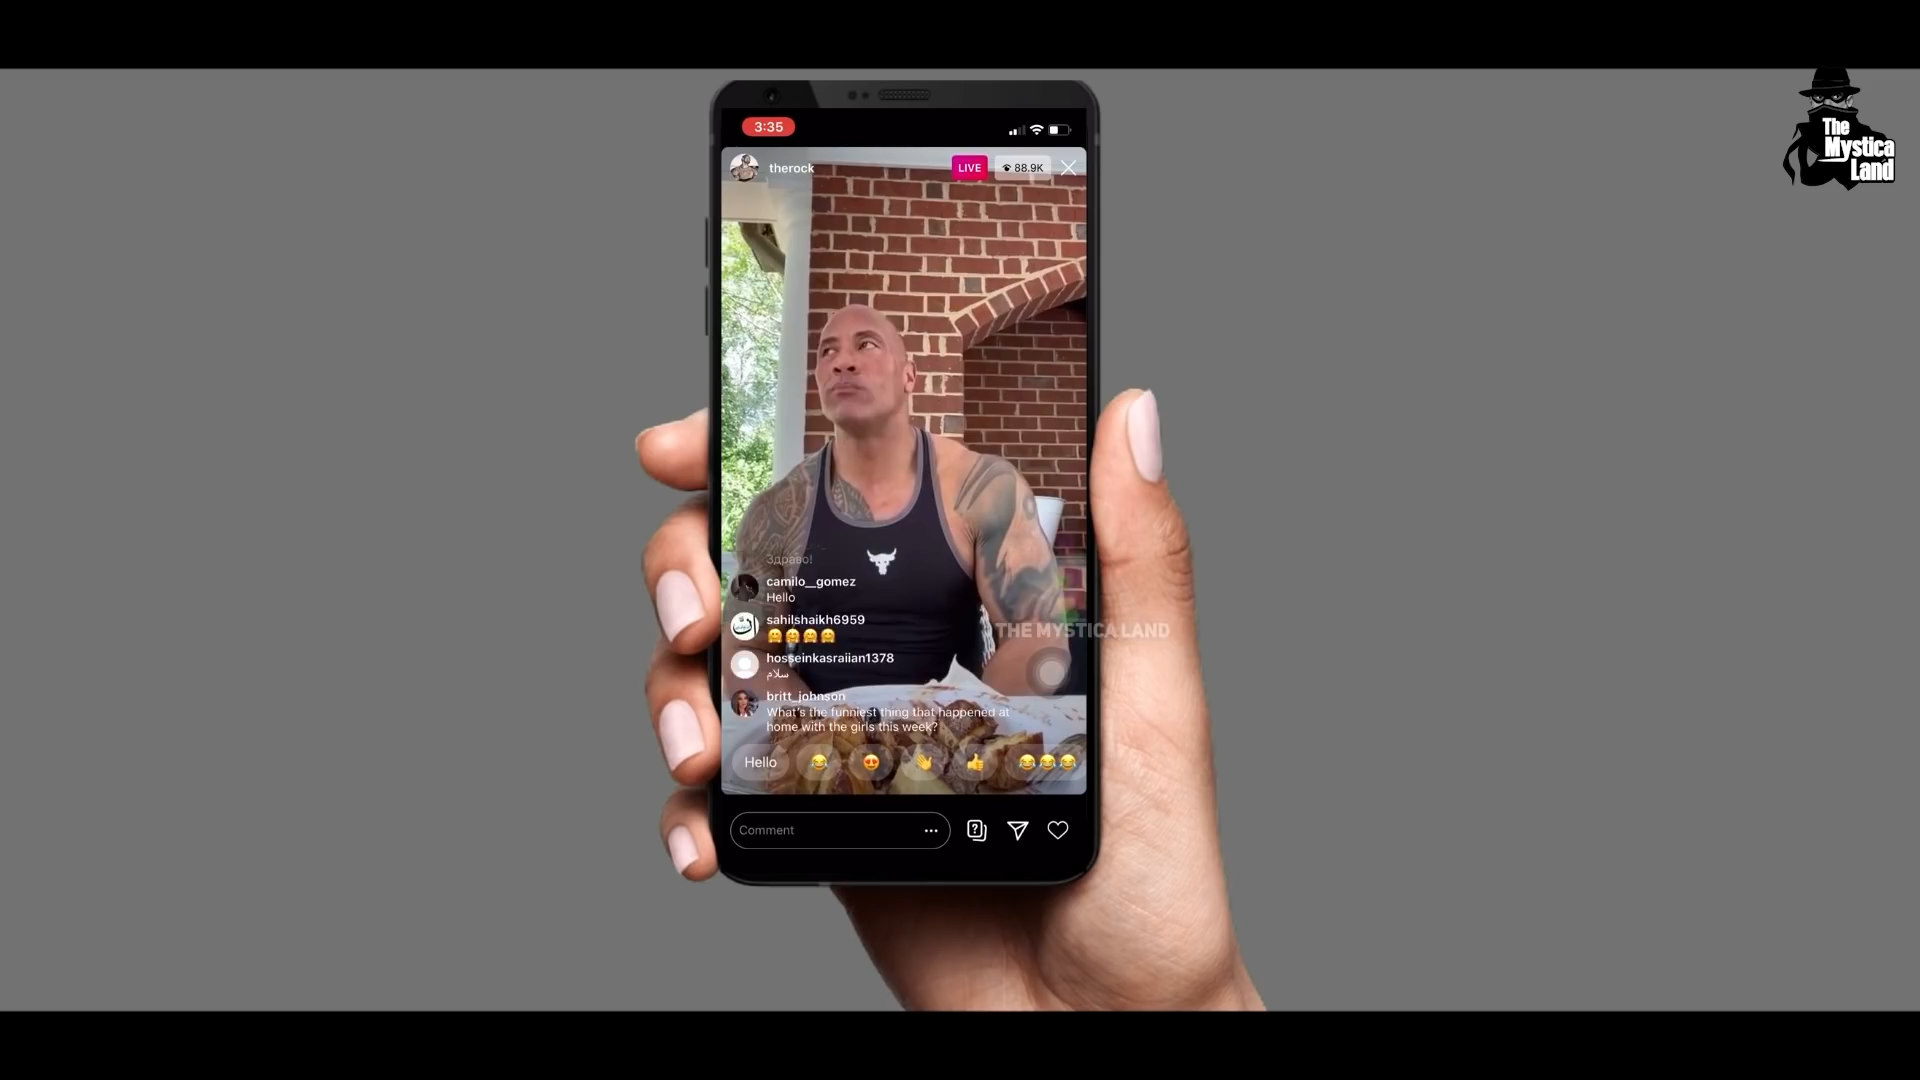 The
Mystica
Land
3:35
therock
LIVE
88.9K
Здраво!
camilo__gomez
Hello
sahilshaikh6959
hosseinkasraiian1378
سلام
britt_johnson
What's the funniest thing that happened at
home with the girls this week?
THE MYSTICA LAND
Hello
Comment